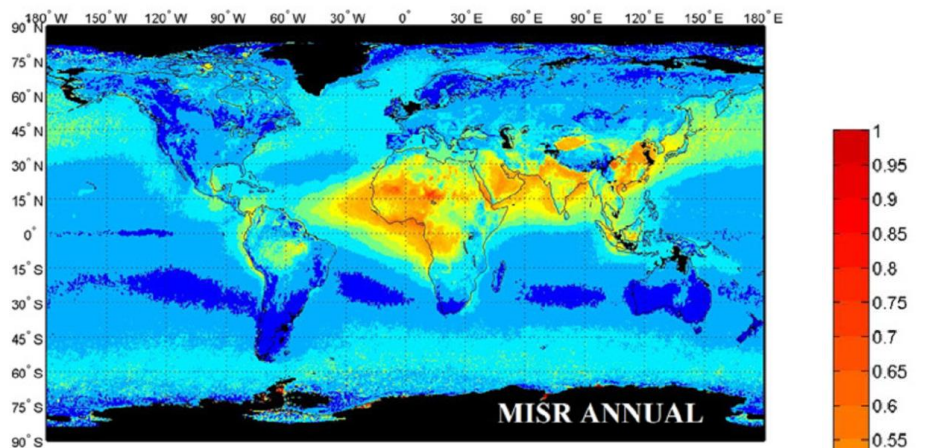 180° W 150° W 120° W 90° W 60° W 30° W 0° 30° E 60° E 90° E 120° E 150° E 180° E
90° N
75° N
60° N
45° N
30° N
15° N
0°
15° S
30° S
45° S
60° S
75° S
90° S
MISR ANNUAL
1
0.95
0.9
0.85
0.8
0.75
0.7
0.65
0.6
0.55